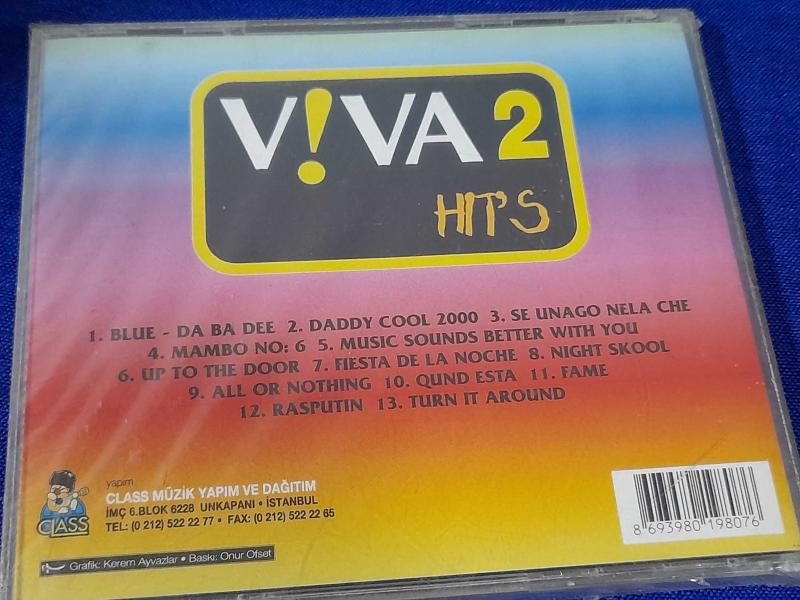 V!VA 2
HIT'S
1. BLUE - DA BA DEE 2. DADDY COOL 2000 3. SE UNAGO NELA CHE
4. MAMBO NO: 6 5. MUSIC SOUNDS BETTER WITH YOU
6. UP TO THE DOOR 7. FIESTA DE LA NOCHE 8. NIGHT SKOOL
9. ALL OR NOTHING 10. QUND ESTA 11. FAME
12. RASPUTIN 13. TURN IT AROUND
yapım
CLASS MÜZİK YAPIM VE DAĞITIM
İMÇ 6.BLOK 6228 UNKAPANI • İSTANBUL
TEL: (0 212) 522 22 77 • FAX: (0 212) 522 22 65
CLASS
Grafik: Kerem Ayvazlar • Baskı: Onur Ofset
8 693980 198076